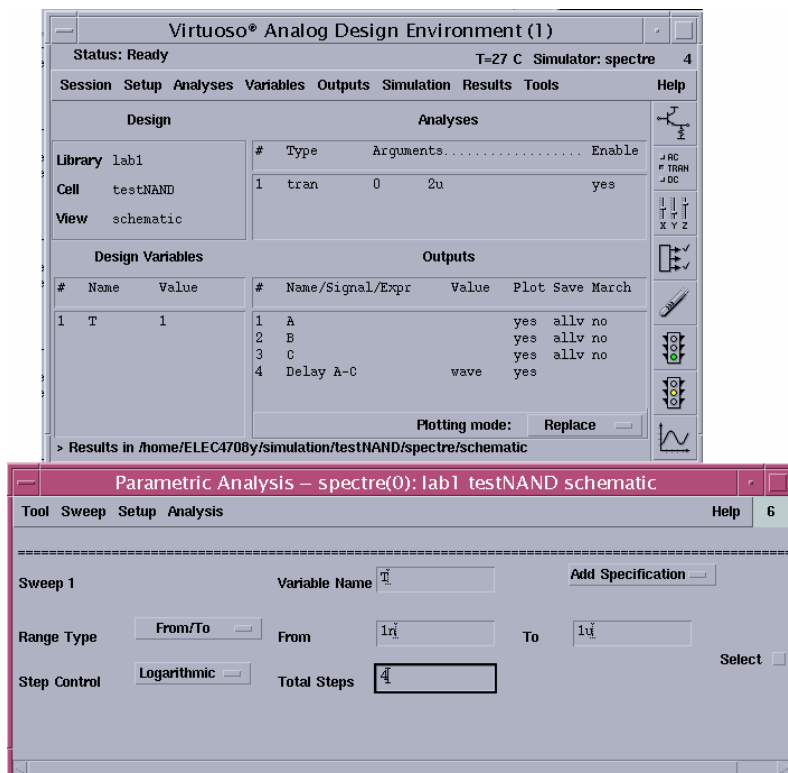 Virtuoso® Analog Design Environment (1)
Status: Ready T=27 C Simulator: spectre 4
Session Setup Analyses Variables Outputs Simulation Results Tools Help
Design Analyses
Library lab1
Cell testNAND
View schematic
# Type Arguments.................. Enable
1 tran 0 2u yes
AC
TRAN
DC
X Y Z
Design Variables Outputs
# Name Value # Name/Signal/Expr Value Plot Save March
1 T 1 1 A yes allv no
2 B yes allv no
3 C yes allv no
4 Delay A-C wave yes
Plotting mode: Replace
> Results in /home/ELEC4708y/simulation/testNAND/spectre/schematic
Parametric Analysis – spectre(0): lab1 testNAND schematic
Tool Sweep Setup Analysis Help 6
Sweep 1 Variable Name T Add Specification
Range Type From/To From 1n To 1u
Select
Step Control Logarithmic Total Steps 4